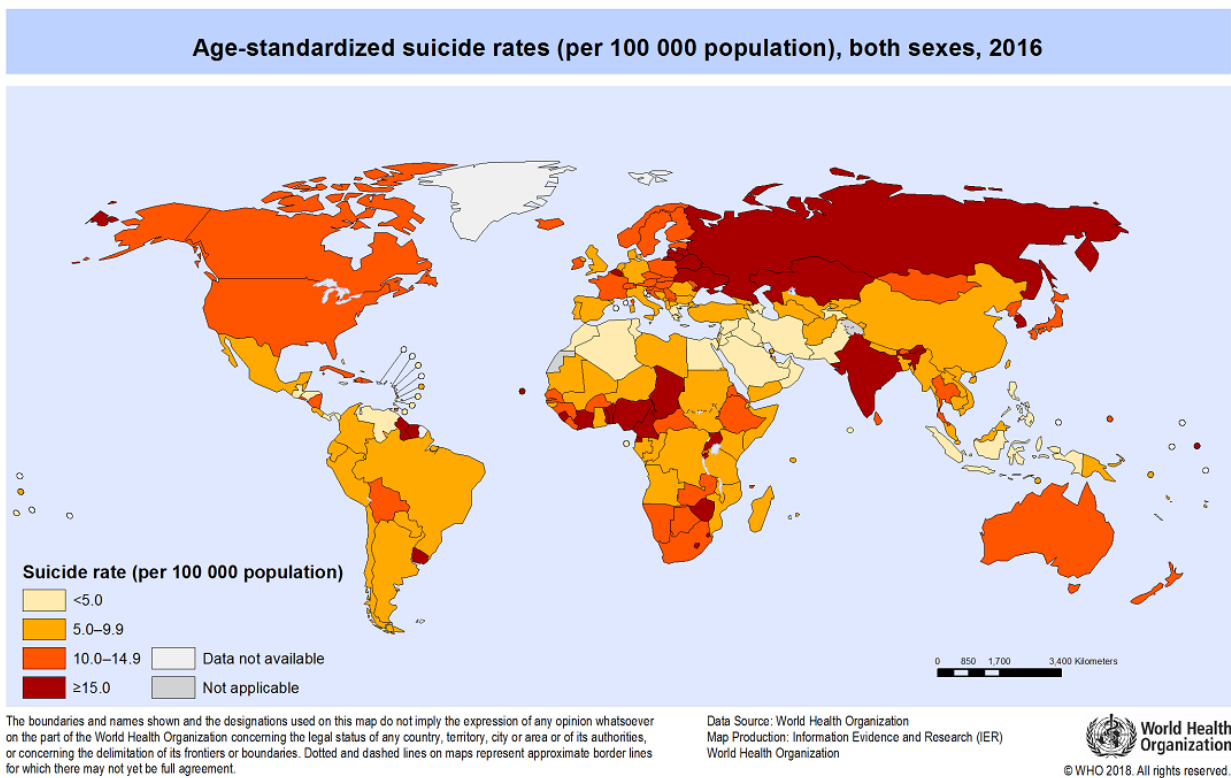 Age-standardized suicide rates (per 100 000 population), both sexes, 2016
Suicide rate (per 100 000 population)
<5.0
5.0–9.9
10.0–14.9
≥15.0
Data not available
Not applicable
0 850 1,700 3,400 Kilometers
The boundaries and names shown and the designations used on this map do not imply the expression of any opinion whatsoever
on the part of the World Health Organization concerning the legal status of any country, territory, city or area or of its authorities,
or concerning the delimitation of its frontiers or boundaries. Dotted and dashed lines on maps represent approximate border lines
for which there may not yet be full agreement.
Data Source: World Health Organization
Map Production: Information Evidence and Research (IER)
World Health Organization
World Health
Organization
© WHO 2018. All rights reserved.